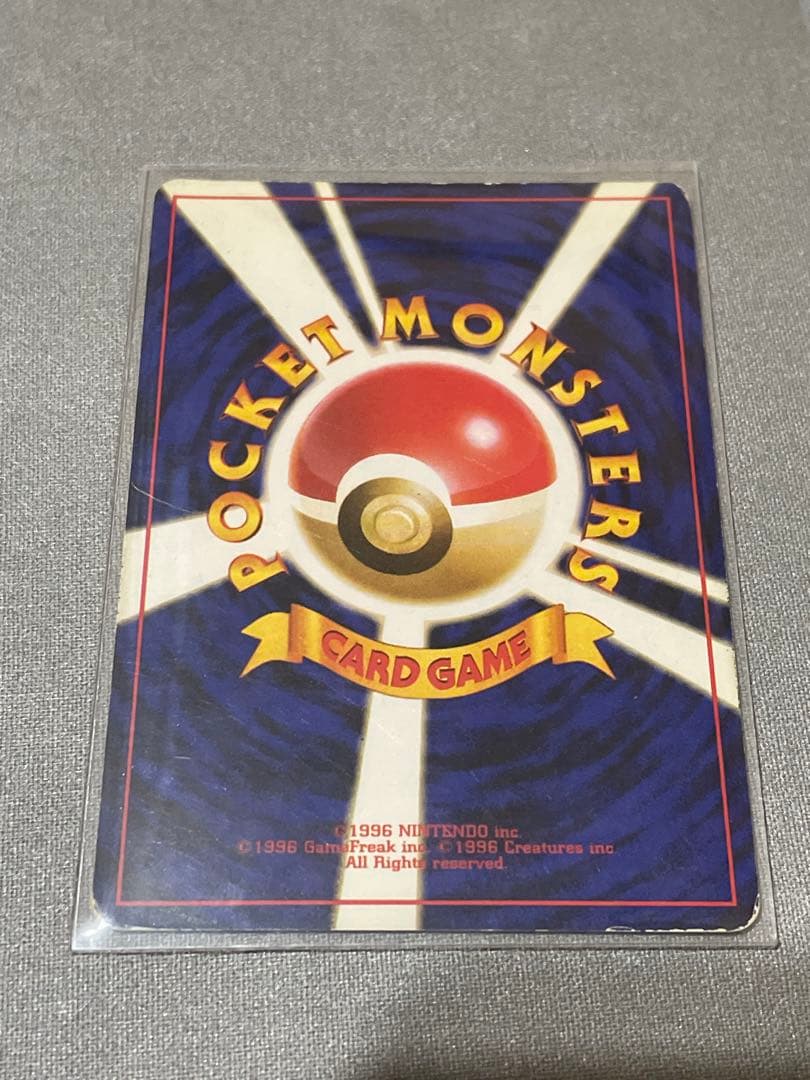 POCKET MONSTERS
CARD GAME
©1996 NINTENDO inc.
©1996 GameFreak inc. ©1996 Creatures inc
All Rights reserved.